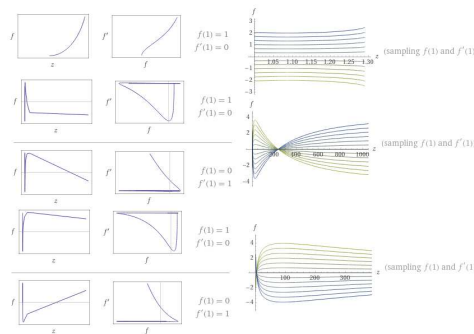 f
z
f'
f
f(1) = 1
f'(1) = 0
f
z
f'
f
f(1) = 1
f'(1) = 0
f
z
f'
f
f(1) = 0
f'(1) = 1
f
z
f'
f
f(1) = 1
f'(1) = 0
f
z
f'
f
f(1) = 0
f'(1) = 1
f
3
2
1
-1
-2
-3
1.05 1.10 1.15 1.20 1.25 1.30
z
(sampling f(1) and f'(1)
f
4
2
-2
-4
200 400 600 800 1000
z
(sampling f(1) and f'(1
f
4
2
-2
-4
100 200 300
z
(sampling f(1) and f'(1